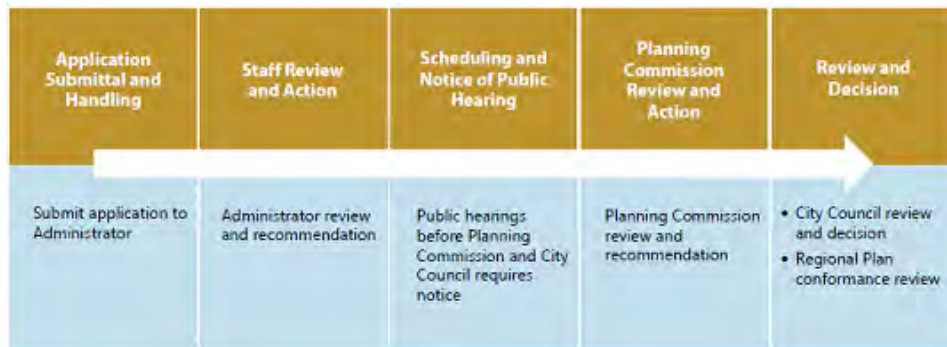 Application
Submittal and
Handling
Staff Review
and Action
Scheduling and
Notice of Public
Hearing
Planning
Commission
Review and
Action
Review and
Decision
Submit application to
Administrator
Administrator review
and recommendation
Public hearings
before Planning
Commission and City
Council requires
notice
Planning Commission
review and
recommendation
• City Council review
and decision
• Regional Plan
conformance review